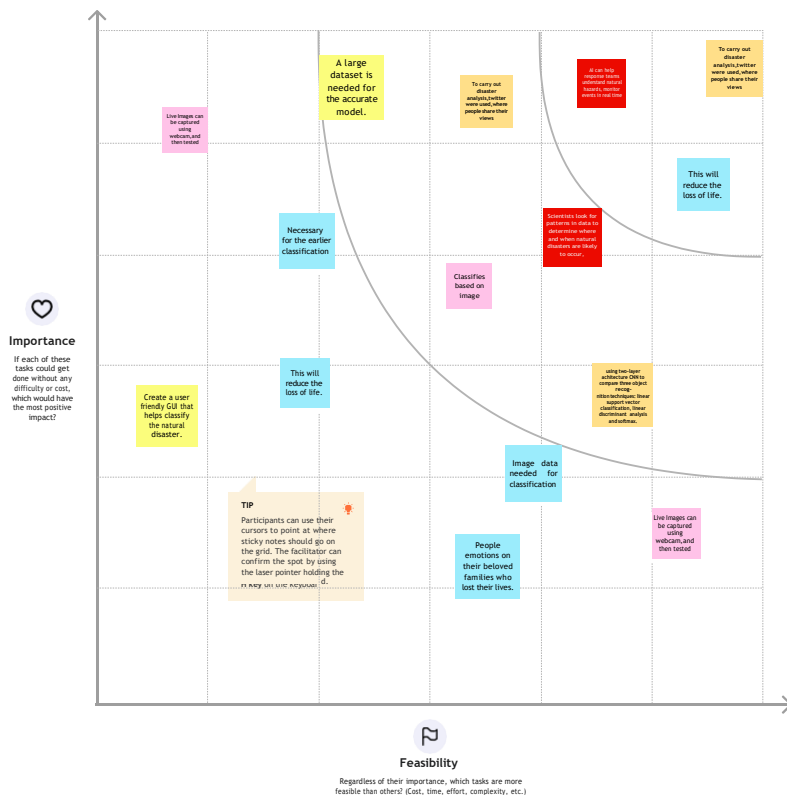 A large
dataset is
needed for
the accurate
model.
To carry out
disaster
analysis,twitter
were used,where
people share their
views
AI can help
response teams
understand natural
hazards, monitor
events in real time
To carry out
disaster
analysis,twitter
were used,where
people share their
views
Live Images can
be captured
using
webcam,and
then tested
This will
reduce the
loss of life.
Necessary
for the earlier
classification
Scientists look for
patterns in data to
determine where
and when natural
disasters are likely
to occur,
Classifies
based on
image
Importance
If each of these
tasks could get
done without any
difficulty or cost,
which would have
the most positive
impact?
Create a user
friendly GUI that
helps classify
the natural
disaster.
This will
reduce the
loss of life.
using two-layer
achitecture CNN to
compare three object
recog-
nition techniques: linear
support vector
classification, linear
discriminant analysis
and softmax.
Image data
needed for
classification
TIP
Participants can use their
cursors to point at where
sticky notes should go on
the grid. The facilitator can
confirm the spot by using
the laser pointer holding the
H key on the keyboard.
People
emotions on
their beloved
families who
lost their lives.
Live Images can
be captured
using
webcam,and
then tested
Feasibility
Regardless of their importance, which tasks are more
feasible than others? (Cost, time, effort, complexity, etc.)